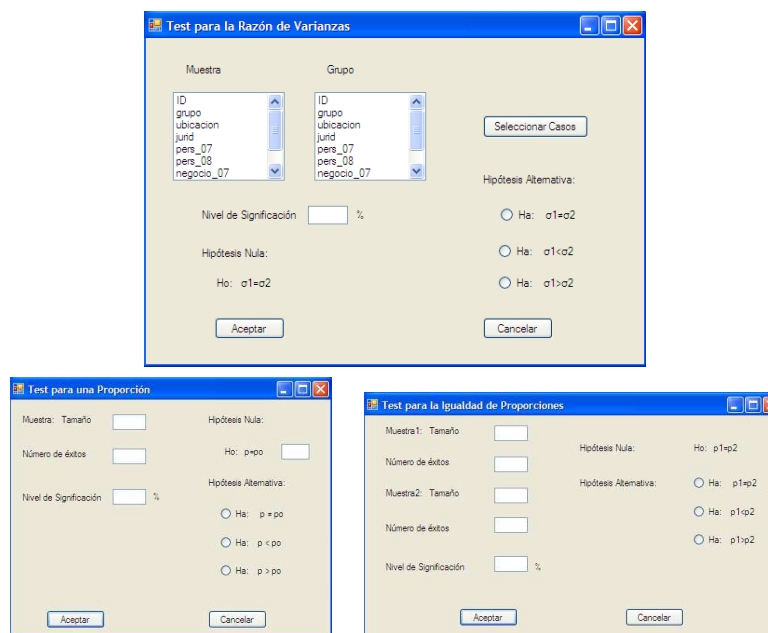 Test para la Razón de Varianzas
Muestra Grupo
ID
grupo
ubicacion
jurid
pers_07
pers_08
negocio_07
ID
grupo
ubicacion
jurid
pers_07
pers_08
negocio_07
Seleccionar Casos
Nivel de Significación %
Hipótesis Nula:
Ho: σ1=σ2
Hipótesis Alternativa:
Ha: σ1≠σ2
Ha: σ1<σ2
Ha: σ1>σ2
Aceptar
Cancelar
Test para una Proporción
Muestra: Tamaño
Número de éxitos
Nivel de Significación %
Hipótesis Nula:
Ho: p=po
Hipótesis Alternativa:
Ha: p ≠ po
Ha: p < po
Ha: p > po
Aceptar
Cancelar
Test para la Igualdad de Proporciones
Muestra1: Tamaño
Número de éxitos
Muestra2: Tamaño
Número de éxitos
Nivel de Significación %
Hipótesis Nula: Ho: p1=p2
Hipótesis Alternativa:
Ha: p1≠p2
Ha: p1<p2
Ha: p1>p2
Aceptar
Cancelar